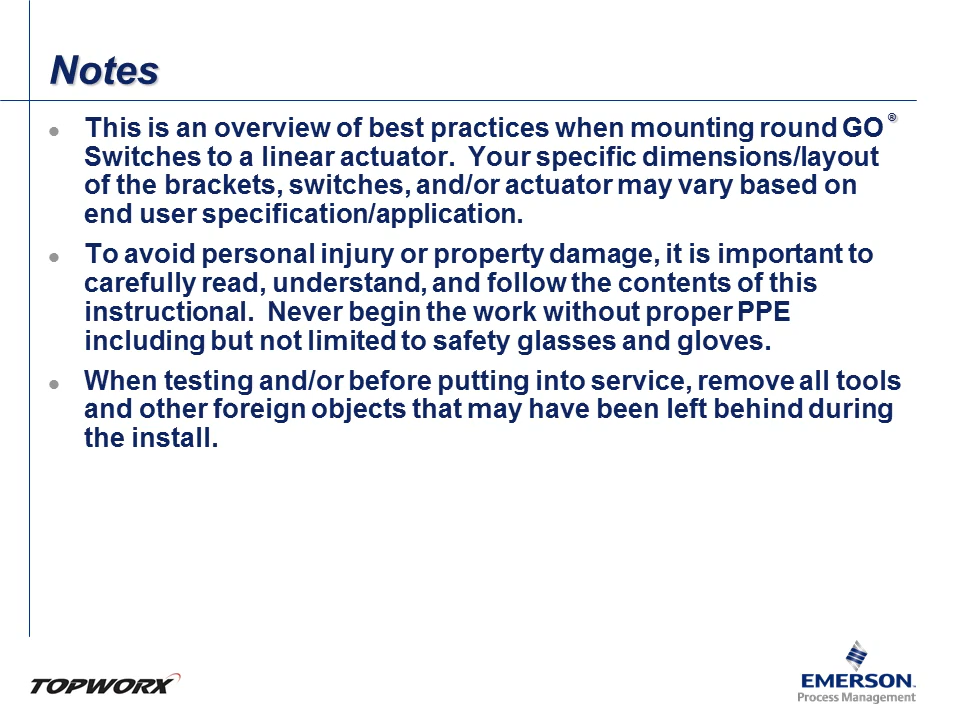 Notes
This is an overview of best practices when mounting round GO®
Switches to a linear actuator.  Your specific dimensions/layout
of the brackets, switches, and/or actuator may vary based on
end user specification/application.
To avoid personal injury or property damage, it is important to
carefully read, understand, and follow the contents of this
instructional.  Never begin the work without proper PPE
including but not limited to safety glasses and gloves.
When testing and/or before putting into service, remove all tools
and other foreign objects that may have been left behind during
the install.
TOPWORX
EMERSON™
Process Management